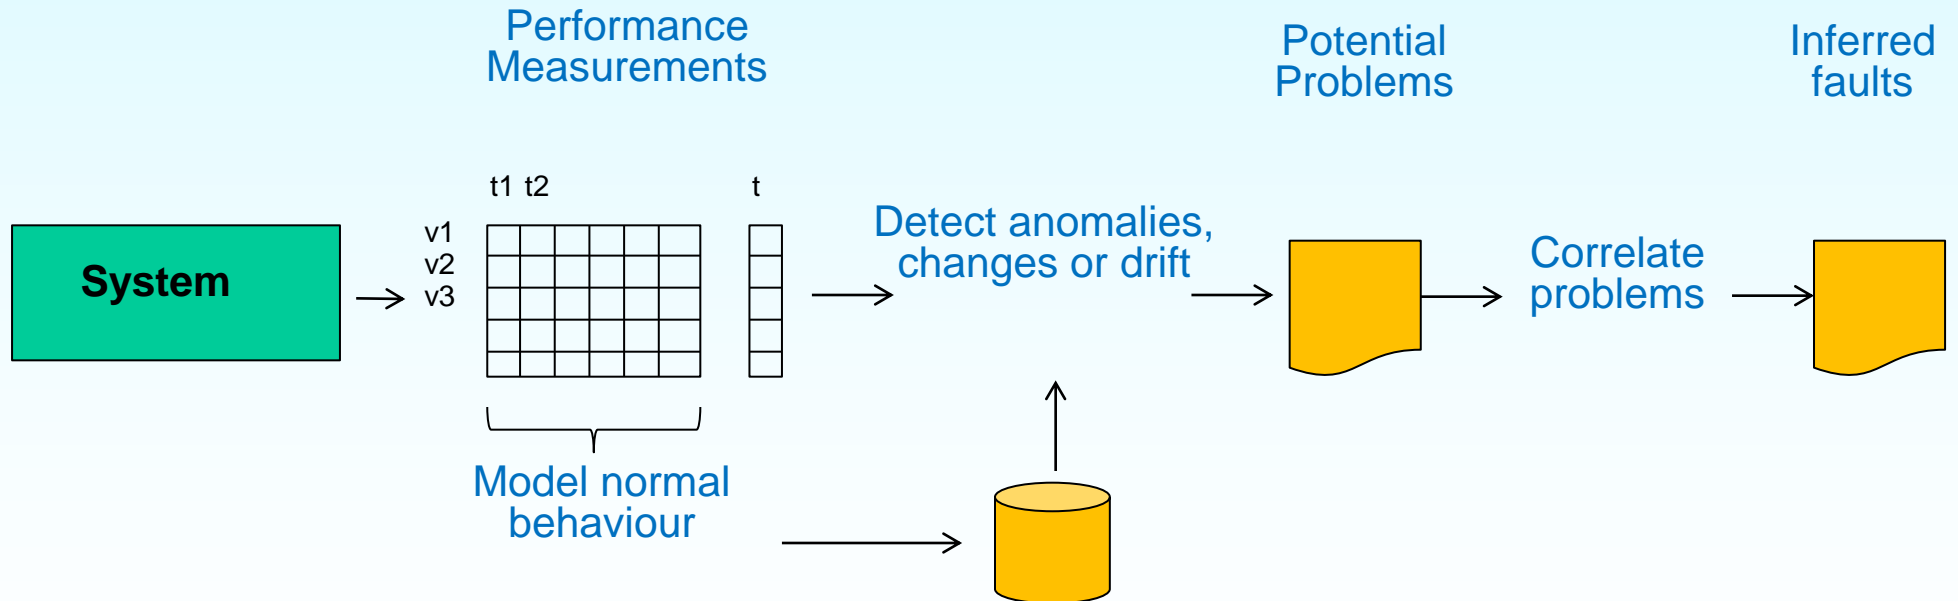 Performance
Measurements
Potential
Problems
Inferred
faults
t1 t2
t
System
v1
v2
v3
Detect anomalies,
changes or drift
Correlate
problems
Model normal
behaviour